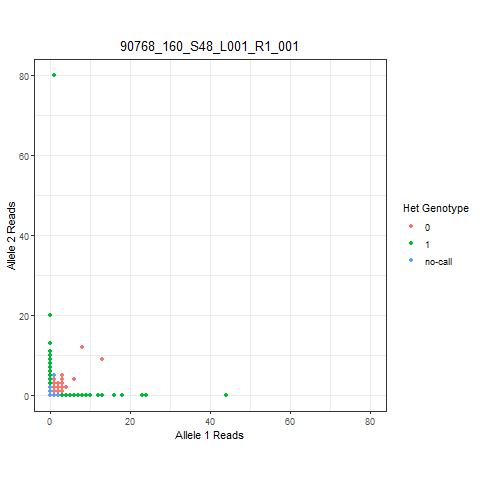 90768_160_S48_L001_R1_001
80
60
40
20
0
Allele 2 Reads
0 20 40 60 80
Allele 1 Reads
Het Genotype
0
1
no-call